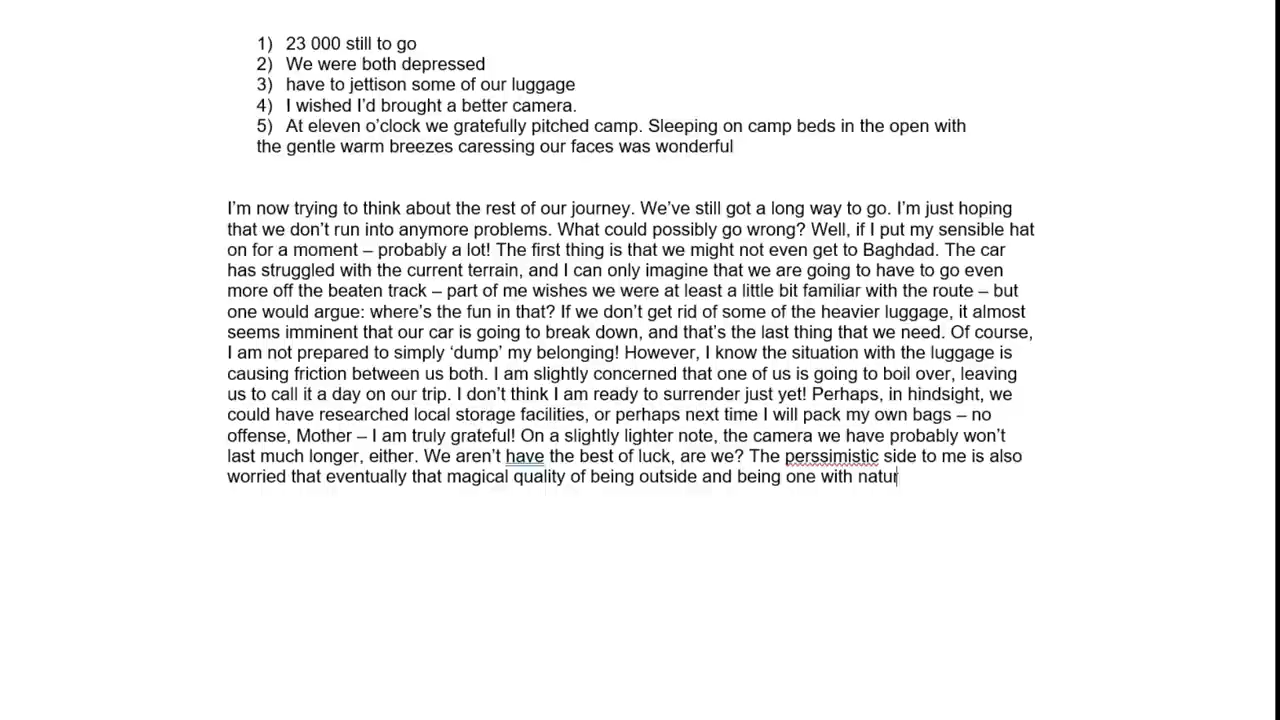 1) 23 000 still to go
2) We were both depressed
3) have to jettison some of our luggage
4) I wished I'd brought a better camera.
5) At eleven o'clock we gratefully pitched camp. Sleeping on camp beds in the open with
the gentle warm breezes caressing our faces was wonderful
I'm now trying to think about the rest of our journey. We've still got a long way to go. I'm just hoping
that we don't run into anymore problems. What could possibly go wrong? Well, if I put my sensible hat
on for a moment – probably a lot! The first thing is that we might not even get to Baghdad. The car
has struggled with the current terrain, and I can only imagine that we are going to have to go even
more off the beaten track – part of me wishes we were at least a little bit familiar with the route – but
one would argue: where's the fun in that? If we don't get rid of some of the heavier luggage, it almost
seems imminent that our car is going to break down, and that's the last thing that we need. Of course,
I am not prepared to simply 'dump' my belonging! However, I know the situation with the luggage is
causing friction between us both. I am slightly concerned that one of us is going to boil over, leaving
us to call it a day on our trip. I don't think I am ready to surrender just yet! Perhaps, in hindsight, we
could have researched local storage facilities, or perhaps next time I will pack my own bags – no
offense, Mother – I am truly grateful! On a slightly lighter note, the camera we have probably won't
last much longer, either. We aren't have the best of luck, are we? The perssimistic side to me is also
worried that eventually that magical quality of being outside and being one with natur